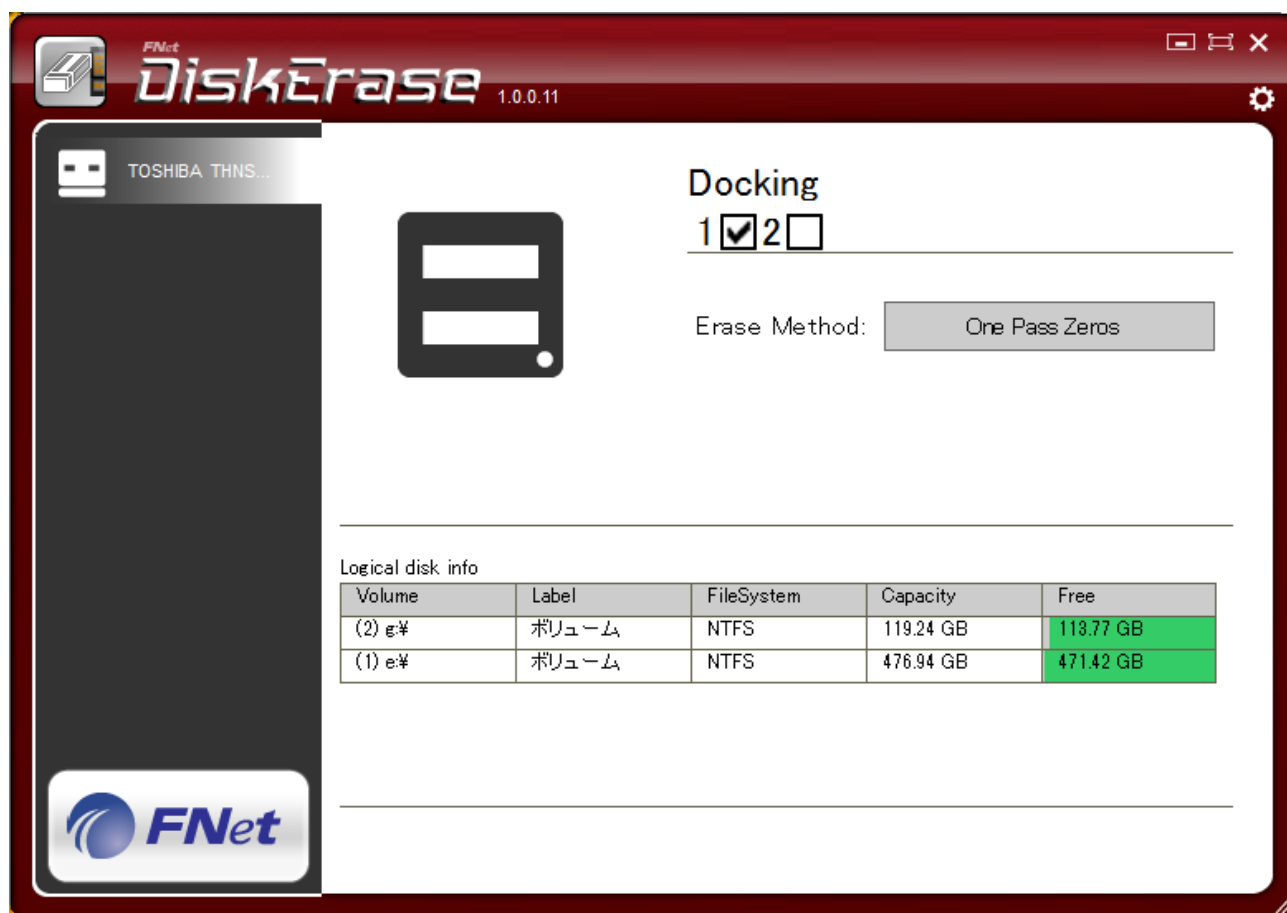 FNet
DiskErase 1.0.0.11
TOSHIBA THNS...
Docking
1 2
Erase Method: One Pass Zeros
Logical disk info
Volume Label FileSystem Capacity Free
(2) g:¥ ボリューム NTFS 119.24 GB 113.77 GB
(1) e:¥ ボリューム NTFS 476.94 GB 471.42 GB
FNet